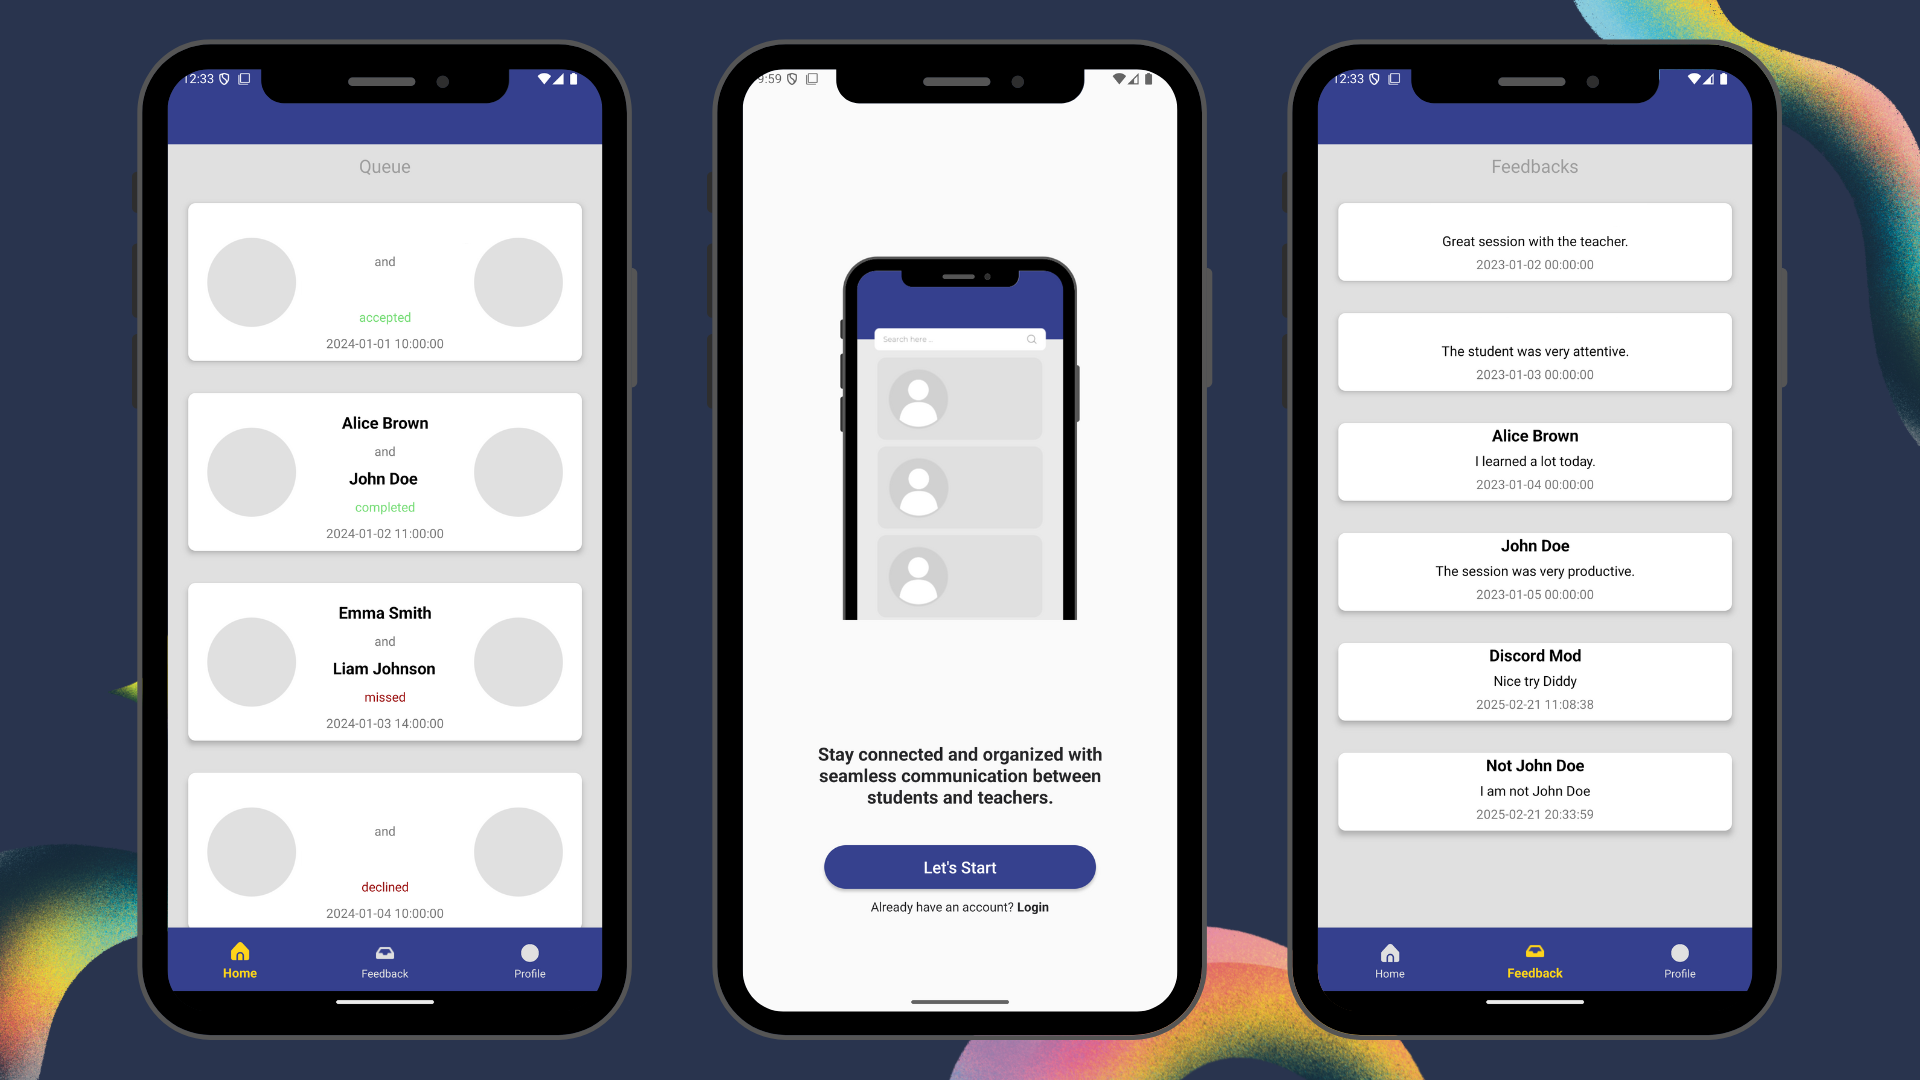 12:33
Queue
and
accepted
2024-01-01 10:00:00
Alice Brown
and
John Doe
completed
2024-01-02 11:00:00
Emma Smith
and
Liam Johnson
missed
2024-01-03 14:00:00
and
declined
2024-01-04 10:00:00
Home
Feedback
Profile
9:59
Search here ..
Stay connected and organized with
seamless communication between
students and teachers.
Let's Start
Already have an account? Login
12:33
Feedbacks
Great session with the teacher.
2023-01-02 00:00:00
The student was very attentive.
2023-01-03 00:00:00
Alice Brown
I learned a lot today.
2023-01-04 00:00:00
John Doe
The session was very productive.
2023-01-05 00:00:00
Discord Mod
Nice try Diddy
2025-02-21 11:08:38
Not John Doe
I am not John Doe
2025-02-21 20:33:59
Home
Feedback
Profile